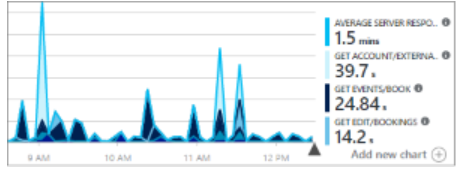 AVERAGE SERVER RESPO..
1.5 mins
GET ACCOUNT/EXTERNA..
39.7 s
GET EVENTS/BOOK
24.84 s
GET EDIT/BOOKINGS
14.2 s
9 AM 10 AM 11 AM 12 PM
Add new chart